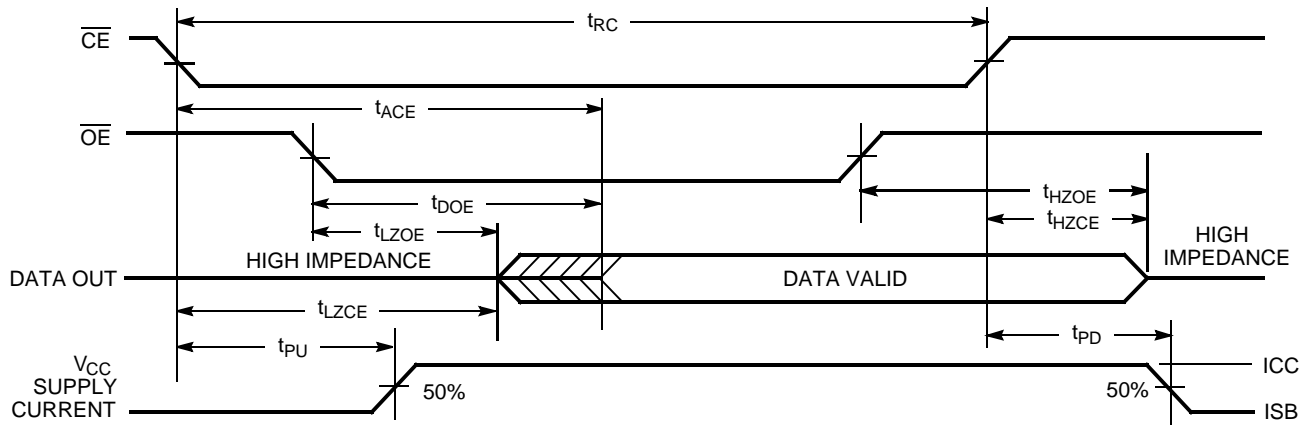 tRC
CE
tACE
OE
tDOE
tHZOE
tLZOE
tHZCE
HIGH IMPEDANCE
HIGH
IMPEDANCE
DATA OUT
DATA VALID
tLZCE
tPU
tPD
VCC
SUPPLY
CURRENT
50%
50%
ICC
ISB